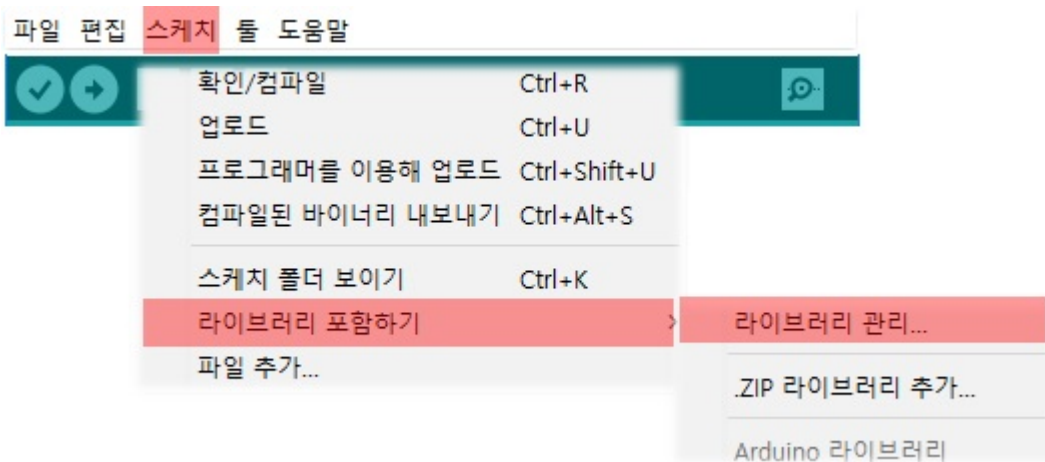 파일 편집 스케치 툴 도움말
확인/컴파일 Ctrl+R
업로드 Ctrl+U
프로그래머를 이용해 업로드 Ctrl+Shift+U
컴파일된 바이너리 내보내기 Ctrl+Alt+S
스케치 폴더 보이기 Ctrl+K
라이브러리 포함하기 > 라이브러리 관리...
파일 추가...
.ZIP 라이브러리 추가...
Arduino 라이브러리